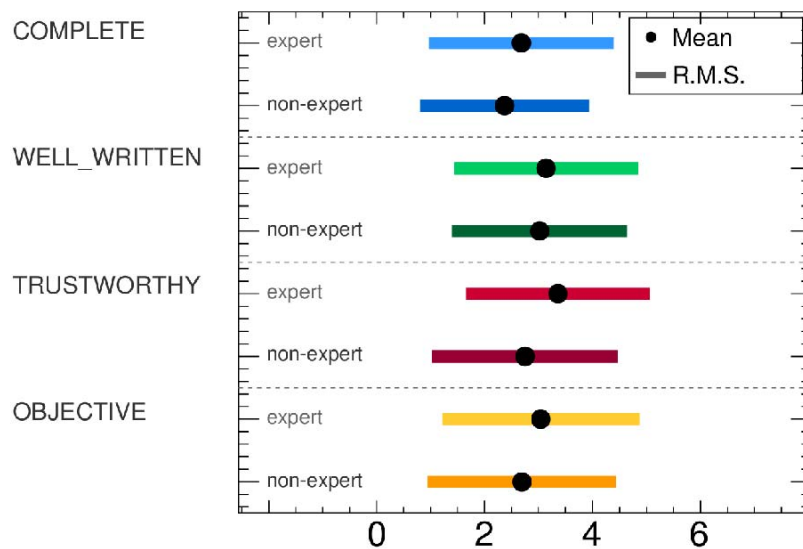 COMPLETE
expert
Mean
R.M.S.
non-expert
WELL_WRITTEN
expert
non-expert
TRUSTWORTHY
expert
non-expert
OBJECTIVE
expert
non-expert
0 2 4 6